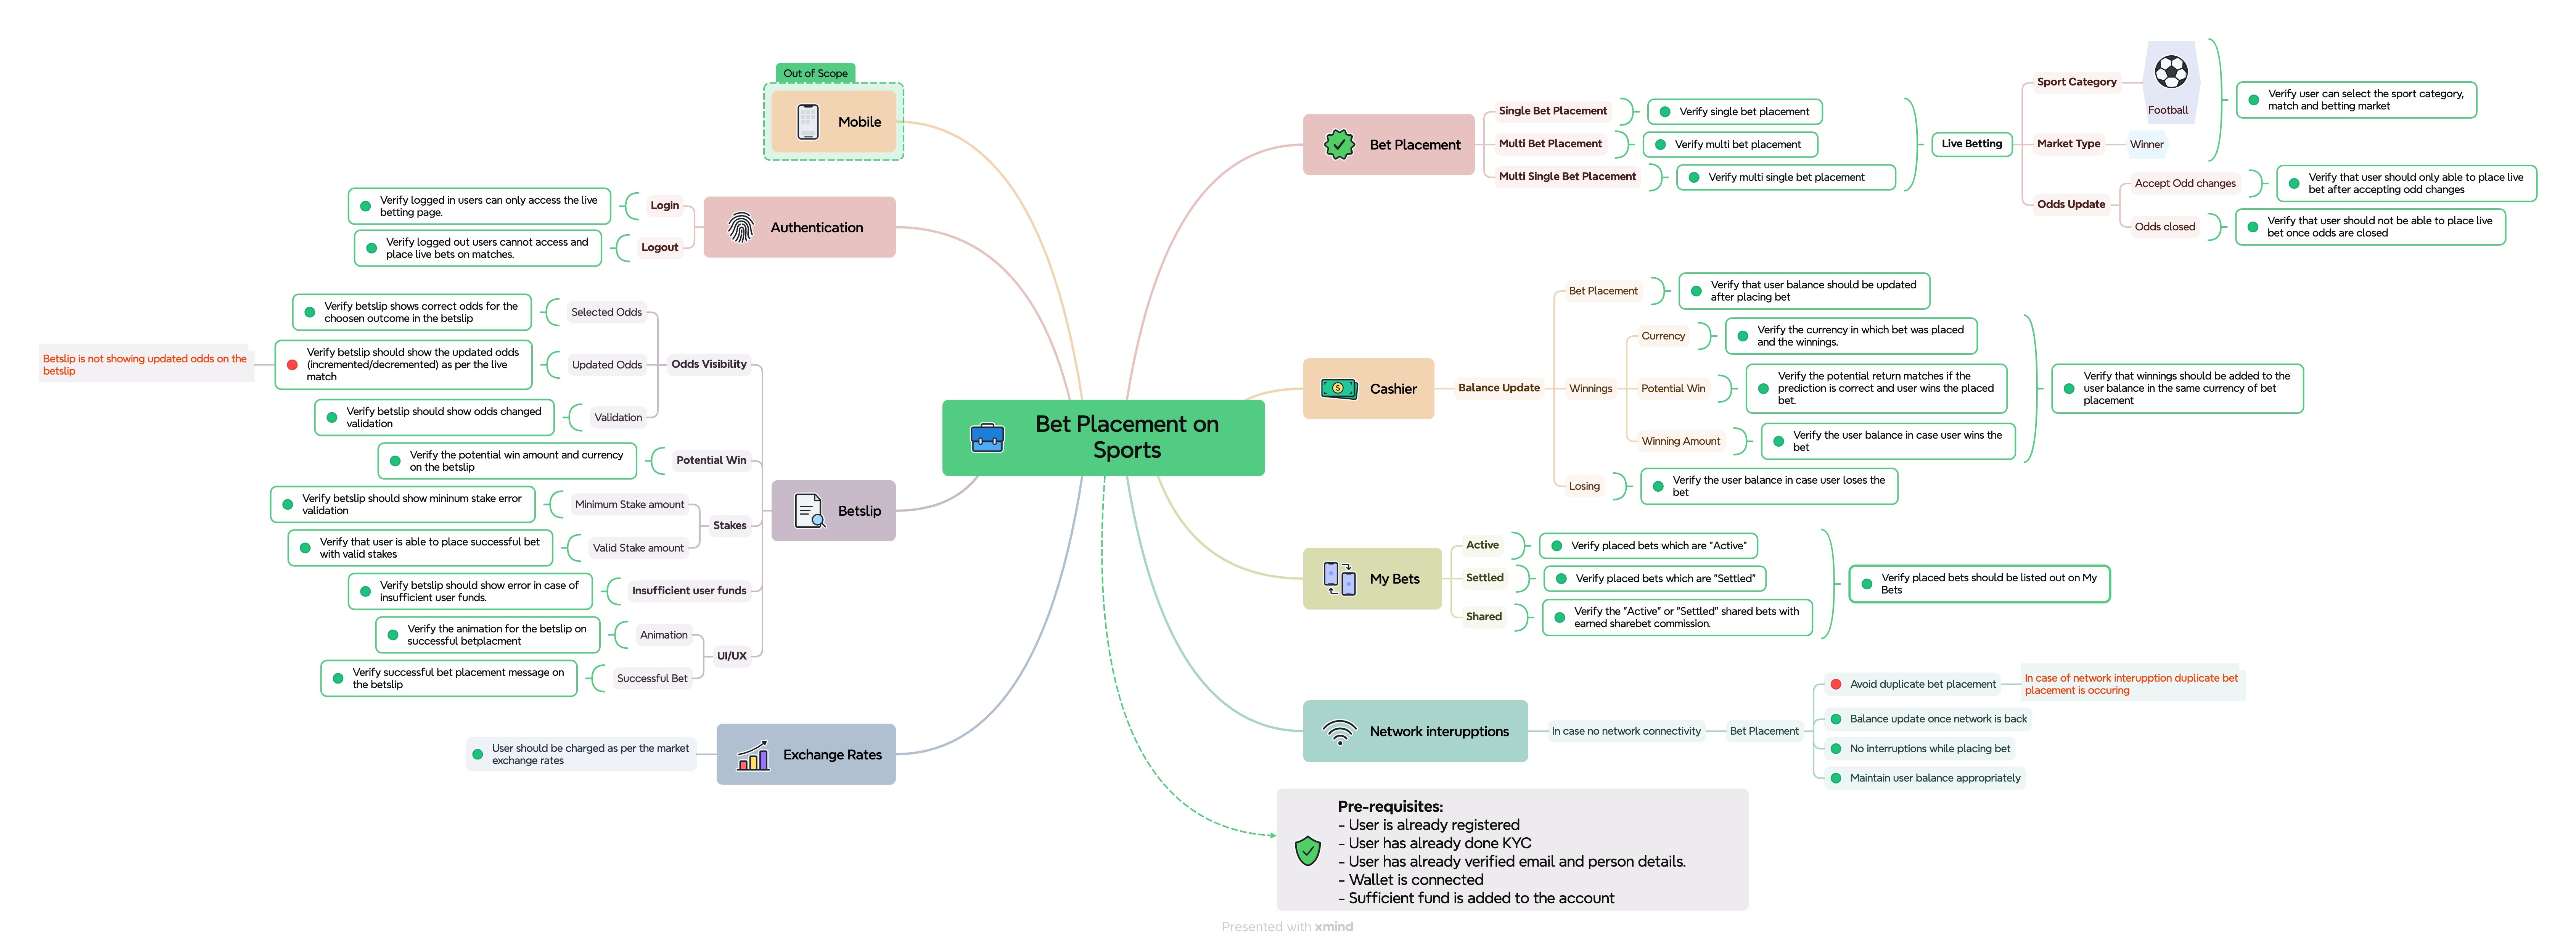 Out of Scope
Mobile
Authentication
Login
Verify logged in users can only access the live
betting page.
Logout
Verify logged out users cannot access and
place live bets on matches.
Betslip
Odds Visibility
Selected Odds
Verify betslip shows correct odds for the
choosen outcome in the betslip
Updated Odds
Verify betslip should show the updated odds
(incremented/decremented) as per the live
match
Betslip is not showing updated odds on the
betslip
Validation
Verify betslip should show odds changed
validation
Potential Win
Verify the potential win amount and currency
on the betslip
Stakes
Minimum Stake amount
Verify betslip should show mininum stake error
validation
Valid Stake amount
Verify that user is able to place successful bet
with valid stakes
Insufficient user funds
Verify betslip should show error in case of
insufficient user funds.
UI/UX
Animation
Verify the animation for the betslip on
successful betplacment
Successful Bet
Verify successful bet placement message on
the betslip
Exchange Rates
User should be charged as per the market
exchange rates
Bet Placement on
Sports
Bet Placement
Single Bet Placement
Verify single bet placement
Multi Bet Placement
Verify multi bet placement
Multi Single Bet Placement
Verify multi single bet placement
Live Betting
Sport Category
Football
Market Type
Winner
Verify user can select the sport category,
match and betting market
Odds Update
Accept Odd changes
Verify that user should only able to place live
bet after accepting odd changes
Odds closed
Verify that user should not be able to place live
bet once odds are closed
Cashier
Balance Update
Bet Placement
Verify that user balance should be updated
after placing bet
Winnings
Currency
Verify the currency in which bet was placed
and the winnings.
Potential Win
Verify the potential return matches if the
prediction is correct and user wins the placed
bet.
Winning Amount
Verify the user balance in case user wins the
bet
Verify that winnings should be added to the
user balance in the same currency of bet
placement
Losing
Verify the user balance in case user loses the
bet
My Bets
Active
Verify placed bets which are "Active"
Settled
Verify placed bets which are "Settled"
Shared
Verify the "Active" or "Settled" shared bets with
earned sharebet commission.
Verify placed bets should be listed out on My
Bets
Network interupptions
In case no network connectivity
Bet Placement
Avoid duplicate bet placement
In case of network interupption duplicate bet
placement is occuring
Balance update once network is back
No interruptions while placing bet
Maintain user balance appropriately
Pre-requisites:
- User is already registered
- User has already done KYC
- User has already verified email and person details.
- Wallet is connected
- Sufficient fund is added to the account
Presented with xmind